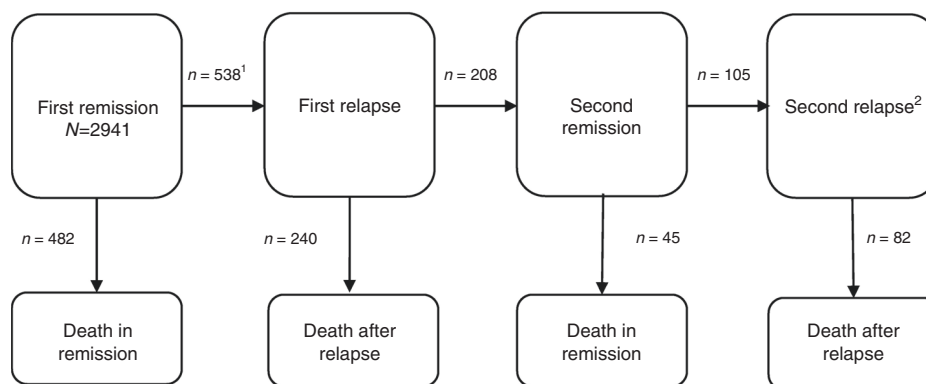 n = 538¹
n = 208
n = 105
First remission
N=2941
First relapse
Second
remission
Second relapse²
n = 482
n = 240
n = 45
n = 82
Death in
remission
Death after
relapse
Death in
remission
Death after
relapse